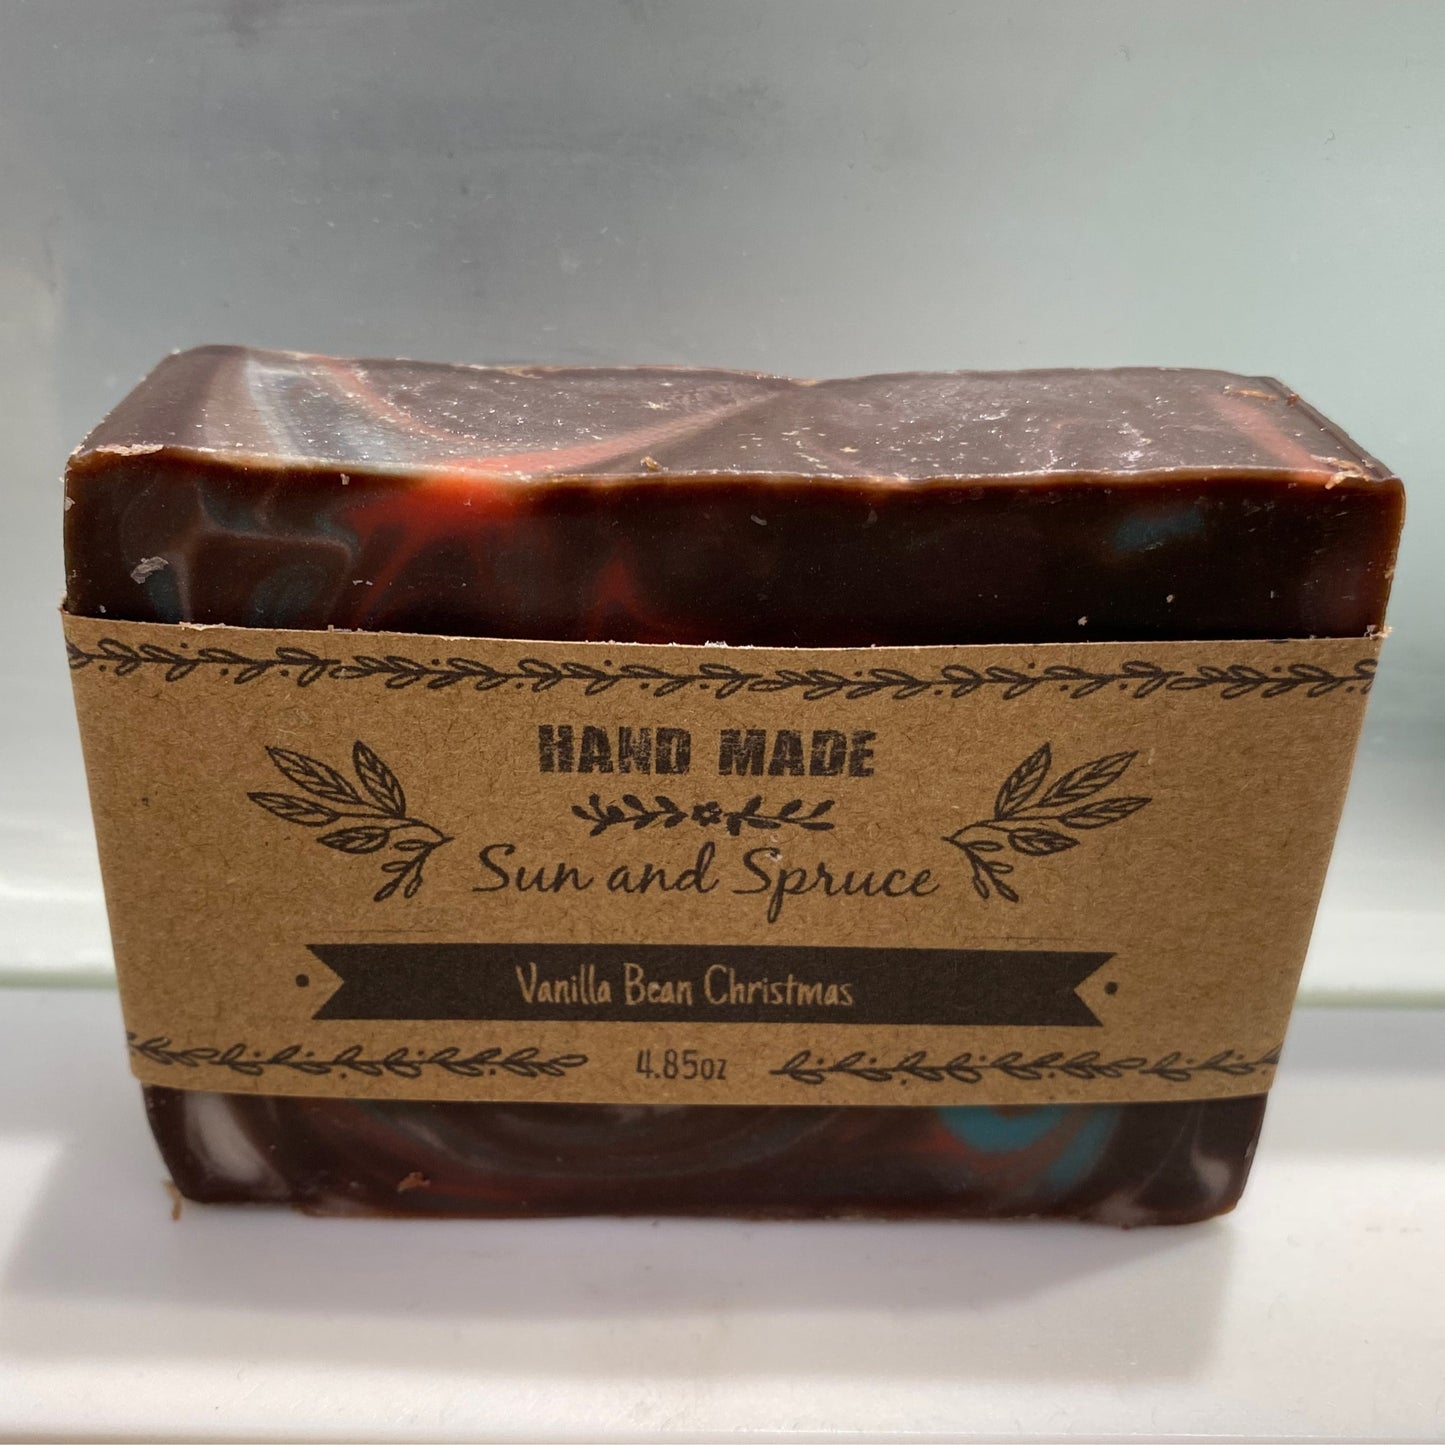 HAND MADE
Sun and Spruce
Vanilla Bean Christmas
4.85oz